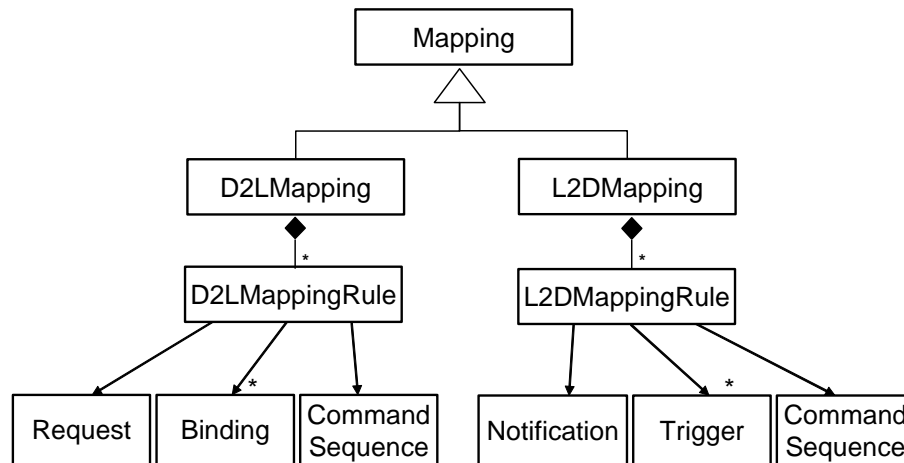 Mapping
D2LMapping
L2DMapping
*
*
D2LMappingRule
L2DMappingRule
*
*
Request
Binding
Command
Sequence
Notification
Trigger
Command
Sequence